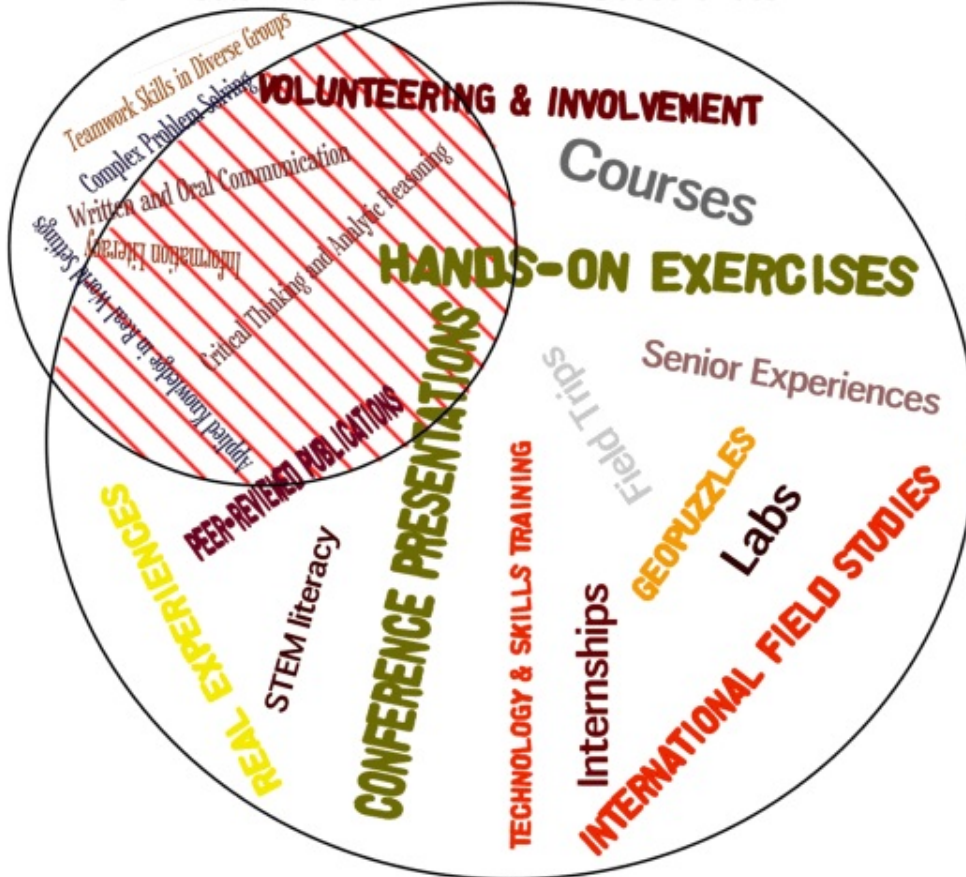 Teamwork Skills in Diverse Groups
Complex Problem Solving
VOLUNTEERING & INVOLVEMENT
Written and Oral Communication
Courses
Information Literacy
Critical Thinking and Analytic Reasoning
Applied Knowledge in Real World Settings
HANDS-ON EXERCISES
Senior Experiences
Field Trips
PEER-REVIEWED PUBLICATIONS
CONFERENCE PRESENTATIONS
GEOPUZZLES
Labs
REAL EXPERIENCES
STEM literacy
TECHNOLOGY & SKILLS TRAINING
Internships
INTERNATIONAL FIELD STUDIES